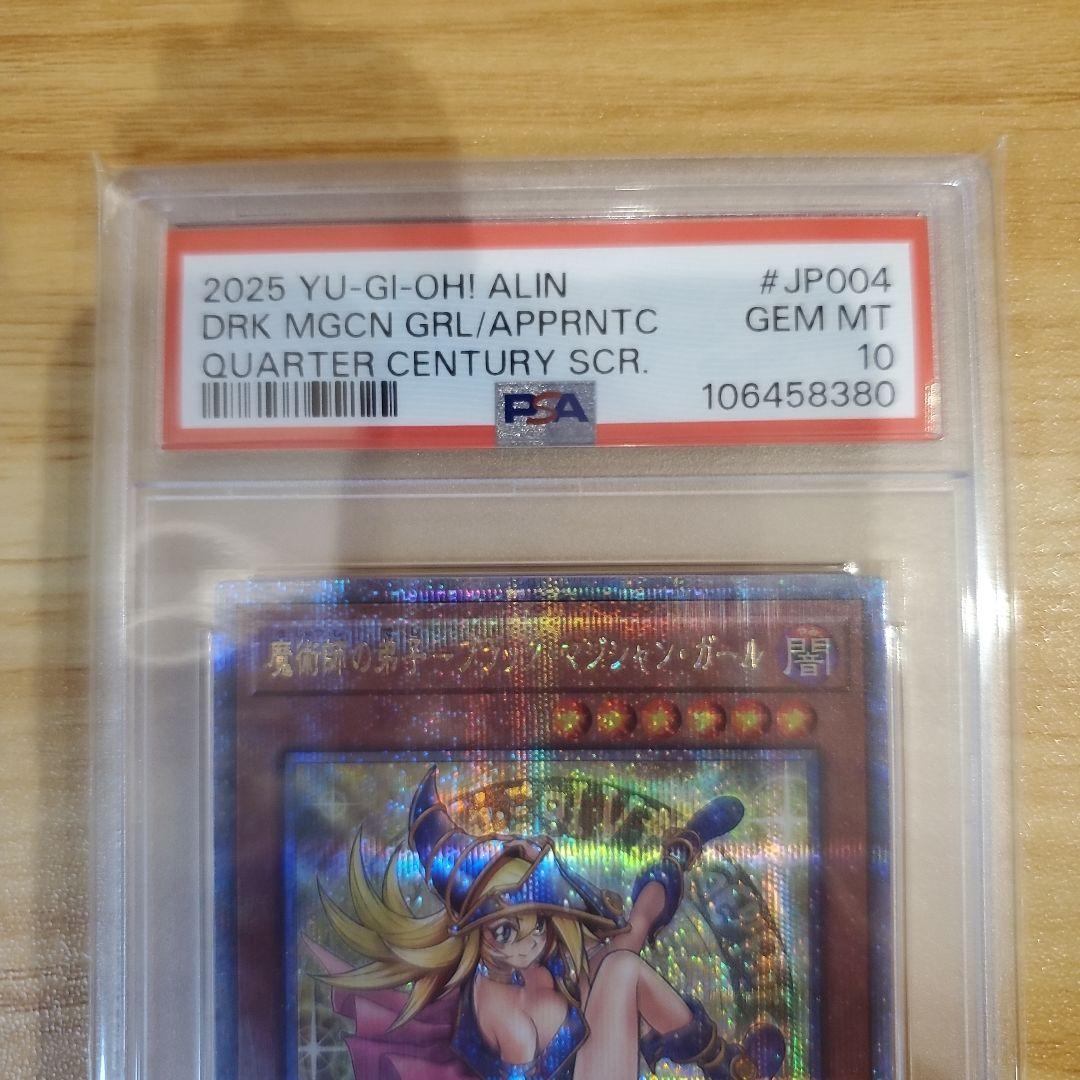 2025 YU-GI-OH! ALIN #JP004
DRK MGCN GRL/APPRNTC GEM MT
QUARTER CENTURY SCR. 10
PSA 106458380
魔術師の弟子－ブラック・マジシャン・ガール 闇